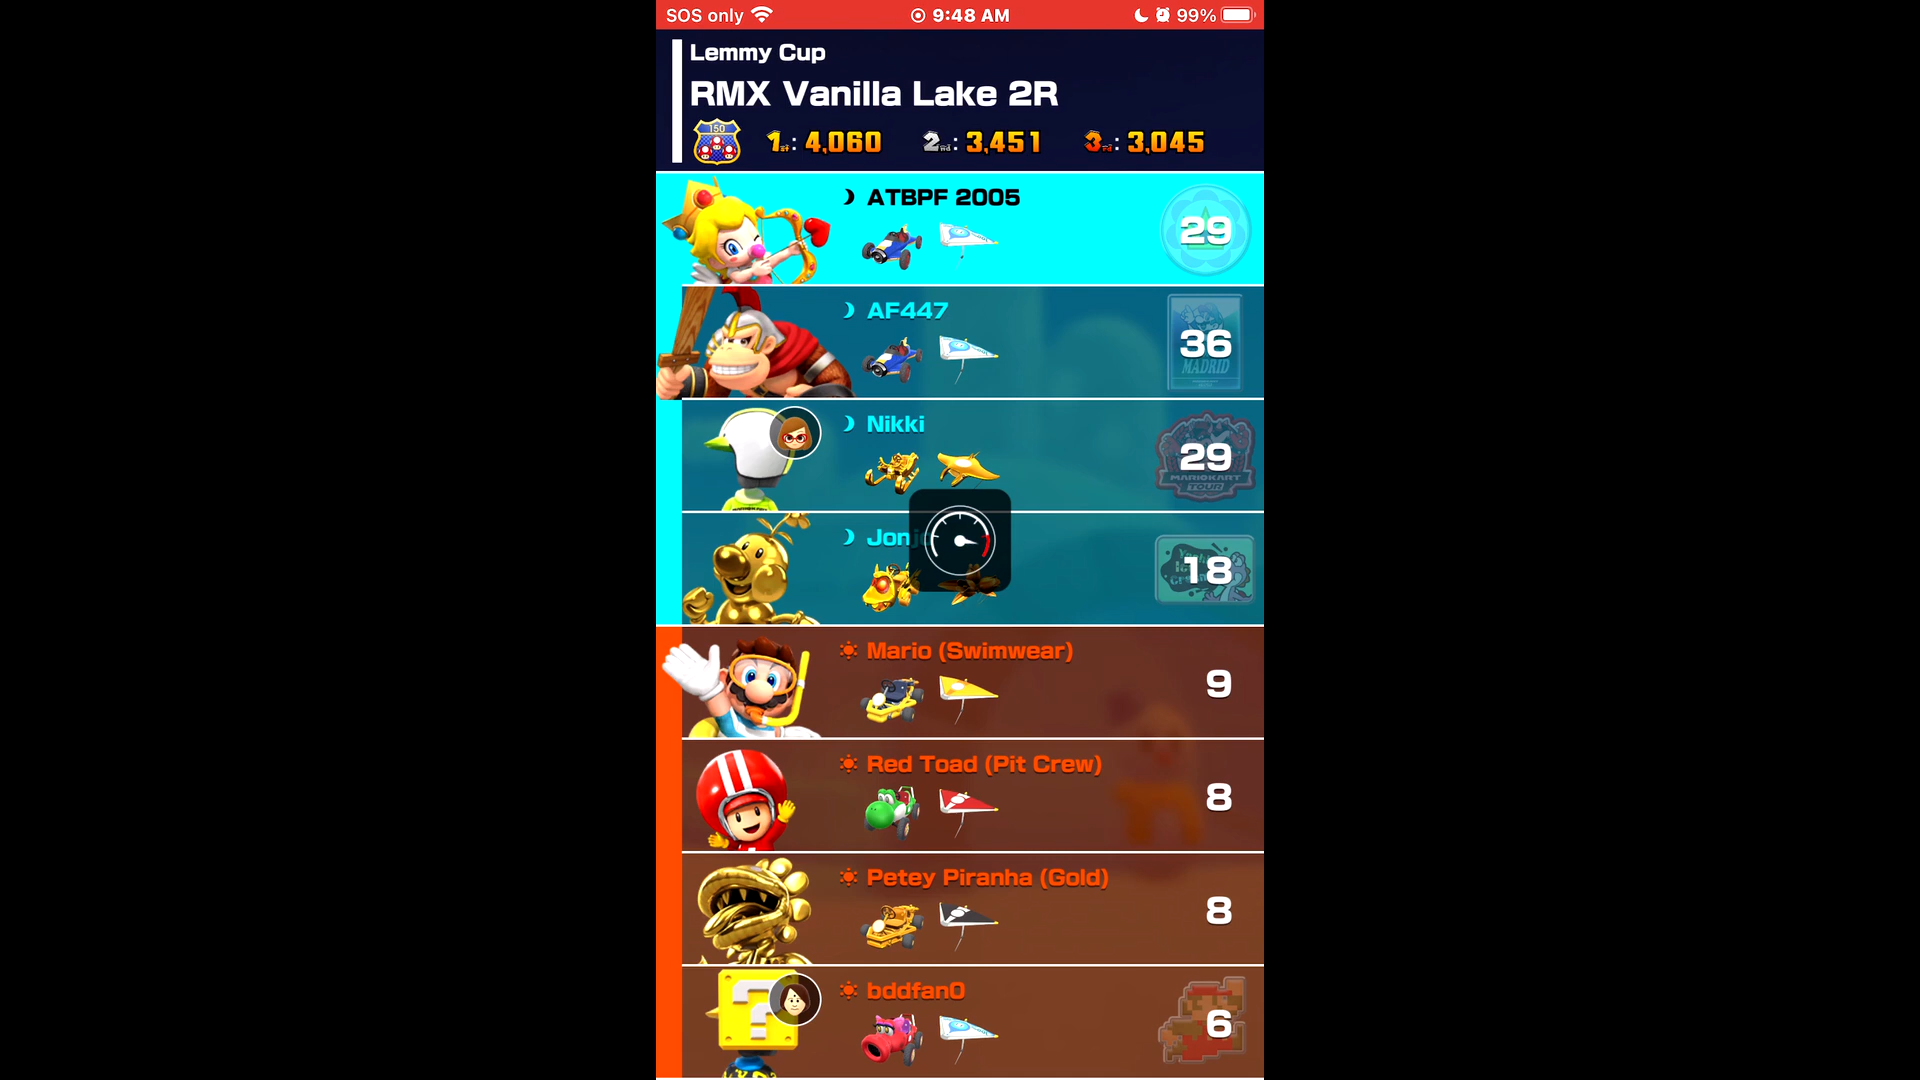 SOS only 9:48 AM 99%
Lemmy Cup
RMX Vanilla Lake 2R
150 1st: 4,060 2nd: 3,451 3rd: 3,045
ATBPF 2005
29
AF447
36
MADRID
Nikki
29
MARIOKART
TOUR
18
Mario (Swimwear)
9
Red Toad (Pit Crew)
8
Petey Piranha (Gold)
8
bddfan0
6